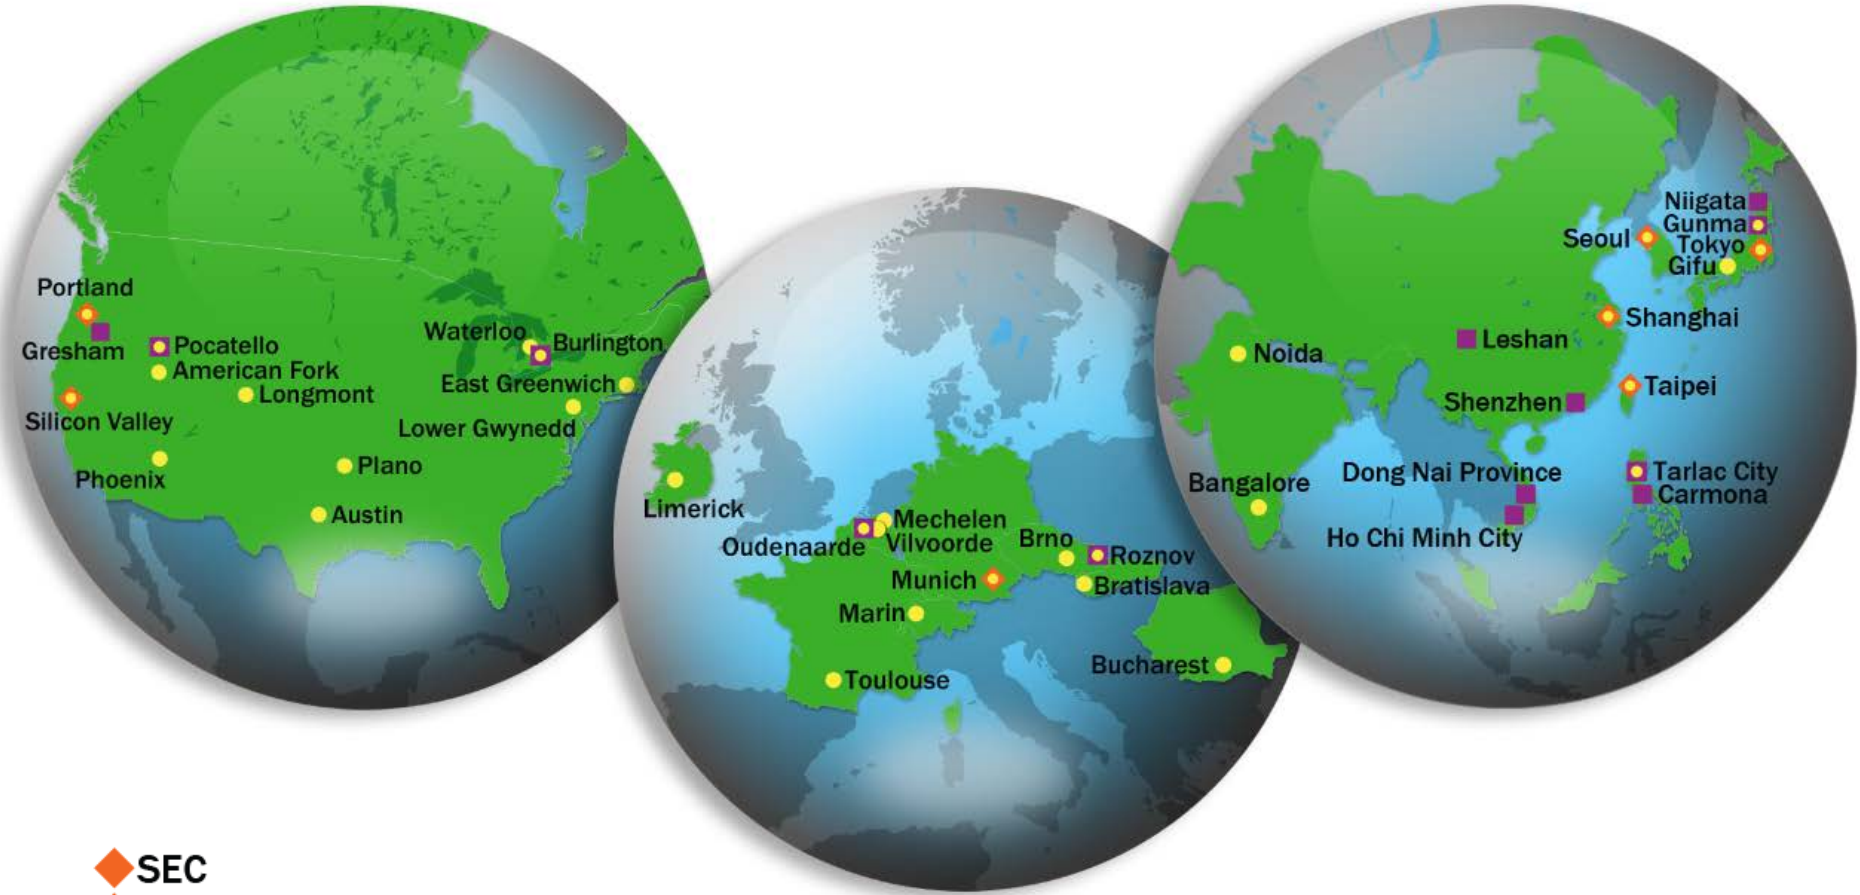 Portland
Gresham
Pocatello
American Fork
Longmont
Silicon Valley
Phoenix
Plano
Austin
Waterloo
Burlington
East Greenwich
Lower Gwynedd
Limerick
Mechelen
Oudenaarde
Vilvoorde
Brno
Roznov
Munich
Bratislava
Marin
Toulouse
Bucharest
Niigata
Gunma
Seoul
Tokyo
Gifu
Shanghai
Leshan
Noida
Taipei
Shenzhen
Dong Nai Province
Tarlac City
Bangalore
Carmona
Ho Chi Minh City
SEC